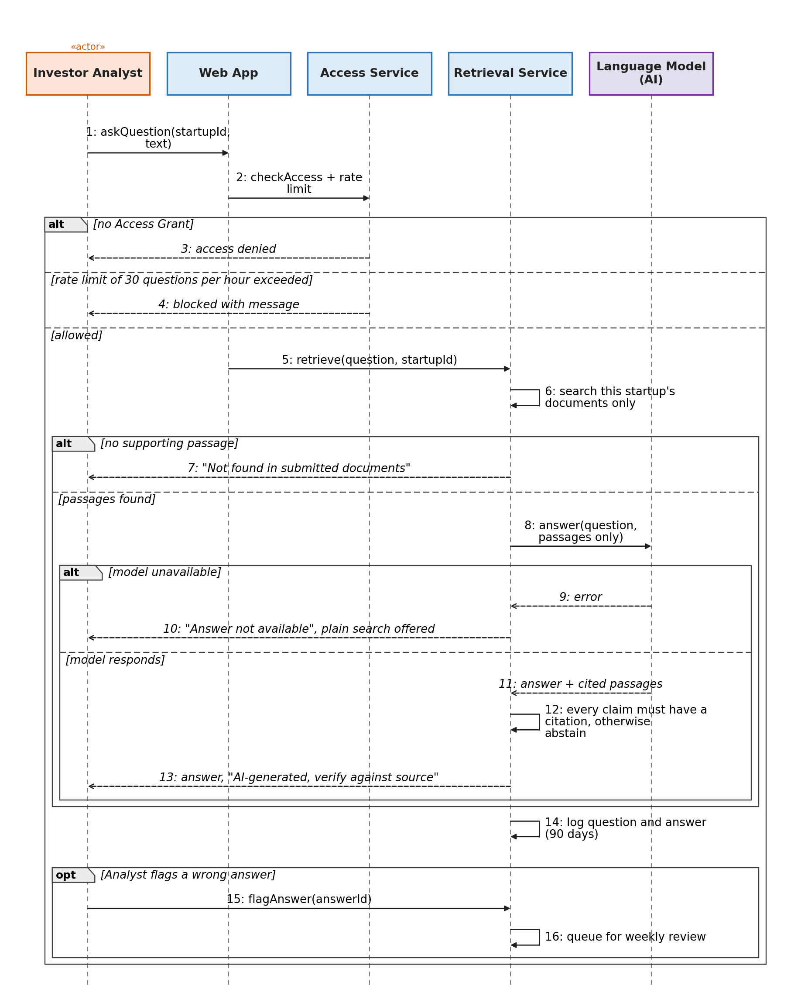 «actor»
Investor Analyst
Web App
Access Service
Retrieval Service
Language Model
(AI)
1: askQuestion(startupId,
text)
2: checkAccess + rate
limit
alt
[no Access Grant]
3: access denied
[rate limit of 30 questions per hour exceeded]
4: blocked with message
[allowed]
5: retrieve(question, startupId)
6: search this startup's
documents only
alt
[no supporting passage]
7: "Not found in submitted documents"
[passages found]
8: answer(question,
passages only)
alt
[model unavailable]
9: error
10: "Answer not available", plain search offered
[model responds]
11: answer + cited passages
12: every claim must have a
citation, otherwise
abstain
13: answer, "AI-generated, verify against source"
14: log question and answer
(90 days)
opt
[Analyst flags a wrong answer]
15: flagAnswer(answerId)
16: queue for weekly review